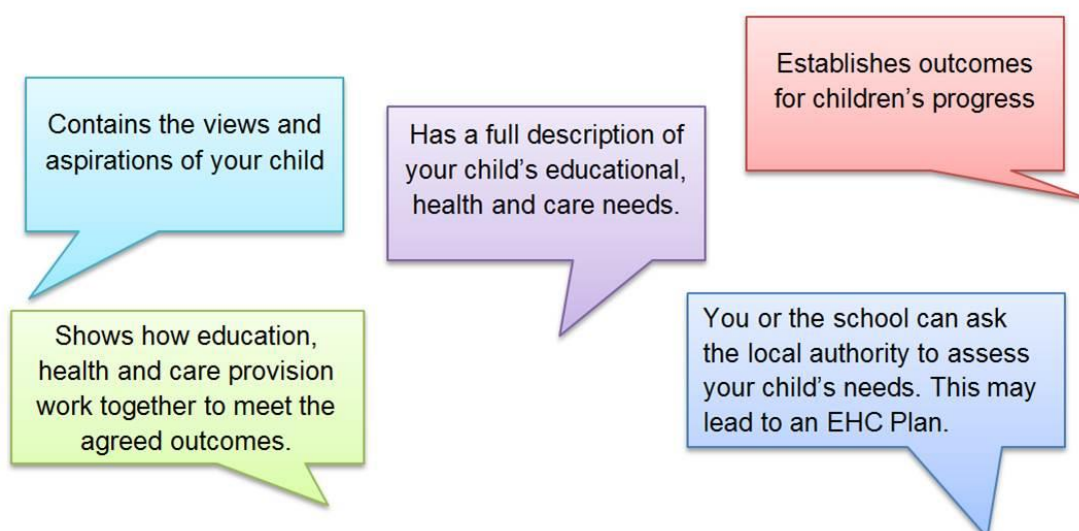 Contains the views and
aspirations of your child
Has a full description of
your child’s educational,
health and care needs.
Establishes outcomes
for children’s progress
Shows how education,
health and care provision
work together to meet the
agreed outcomes.
You or the school can ask
the local authority to assess
your child’s needs. This may
lead to an EHC Plan.